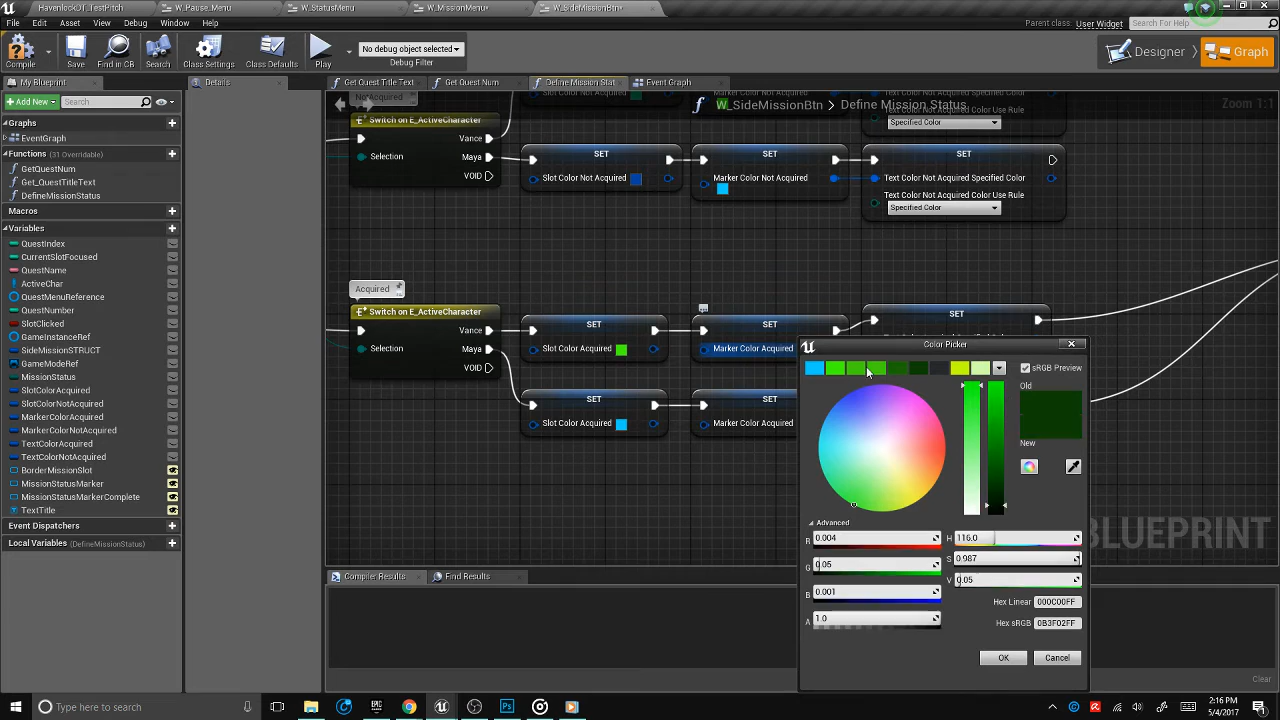 HavenlockOT_TestPitch
W_Pause_Menu
W_StatusMenu
W_MissionMenu*
W_SideMissionBtn*
File Edit Asset View Debug Window Help
Parent class: User Widget
Search For Help
Compile Save Find in CB Search Class Settings Class Defaults Play
No debug object selected
Debug Filter
Designer
Graph
My Blueprint
Details
Get Quest Title Text
Get Quest Num
Define Mission Stat
Event Graph
+ Add New
Search
W_SideMissionBtn > Define Mission Status
Zoom 1:1
Graphs
EventGraph
Functions (31 Overridable)
GetQuestNum
Get_QuestTitleText
DefineMissionStatus
Macros
Variables
QuestIndex
CurrentSlotFocused
QuestName
ActiveChar
QuestMenuReference
QuestNumber
SlotClicked
GameInstanceRef
SideMissionSTRUCT
GameModeRef
MissionStatus
SlotColorAcquired
SlotColorNotAcquired
MarkerColorAcquired
MarkerColorNotAcquired
TextColorAcquired
TextColorNotAcquired
BorderMissionSlot
MissionStatusMarker
MissionStatusMarkerComplete
TextTitle
Event Dispatchers
Local Variables (DefineMissionStatus)
NotAcquired
Switch on E_ActiveCharacter
Vance
Selection Maya
VOID
Text Color Not Acquired Color Use Rule
Specified Color
SET
Slot Color Not Acquired
SET
Marker Color Not Acquired
SET
Text Color Not Acquired Specified Color
Text Color Not Acquired Color Use Rule
Specified Color
Acquired
Switch on E_ActiveCharacter
Vance
Selection Maya
VOID
SET
Slot Color Acquired
SET
Marker Color Acquired
SET
SET
Slot Color Acquired
SET
Marker Color Acquired
BLUEPRINT
Color Picker
sRGB Preview
Old
New
Advanced
R 0.004
G 0.05
B 0.001
A 1.0
H 116.0
S 0.987
V 0.05
Hex Linear 000C00FF
Hex sRGB 0B3F02FF
OK
Cancel
Compiler Results
Find Results
Clear
Type here to search
2:16 PM
5/4/2017